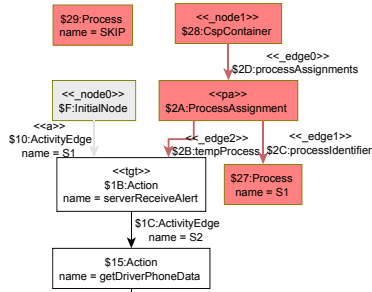 $29:Process
name = SKIP
<<_node1>>
$28:CspContainer
<<_edge0>>
$2D:processAssignments
<<_node0>>
$F:InitialNode
<<pa>>
$2A:ProcessAssignment
<<a>>
$10:ActivityEdge
name = S1
<<_edge2>>
$2B:tempProcess
<<_edge1>>
$2C:processIdentifier
<<tgt>>
$1B:Action
name = serverReceiveAlert
$27:Process
name = S1
$1C:ActivityEdge
name = S2
$15:Action
name = getDriverPhoneData